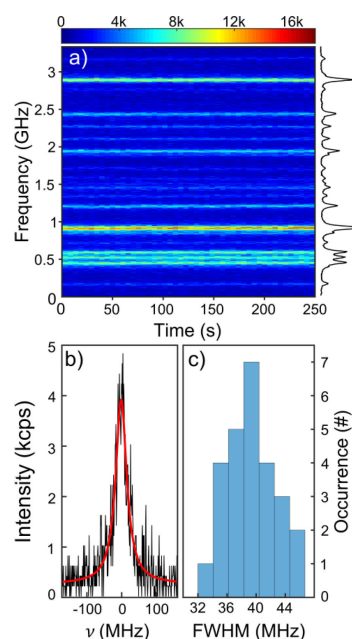 0 4k 8k 12k 16k
a)
Frequency (GHz)
3
2.5
2
1.5
1
0.5
0
0 50 100 150 200 250
Time (s)
b)
Intensity (kcps)
5
4
3
2
1
0
-100 0 100
ν (MHz)
c)
7
6
5
4
3
2
1
0
Occurrence (#)
32 36 40 44
FWHM (MHz)